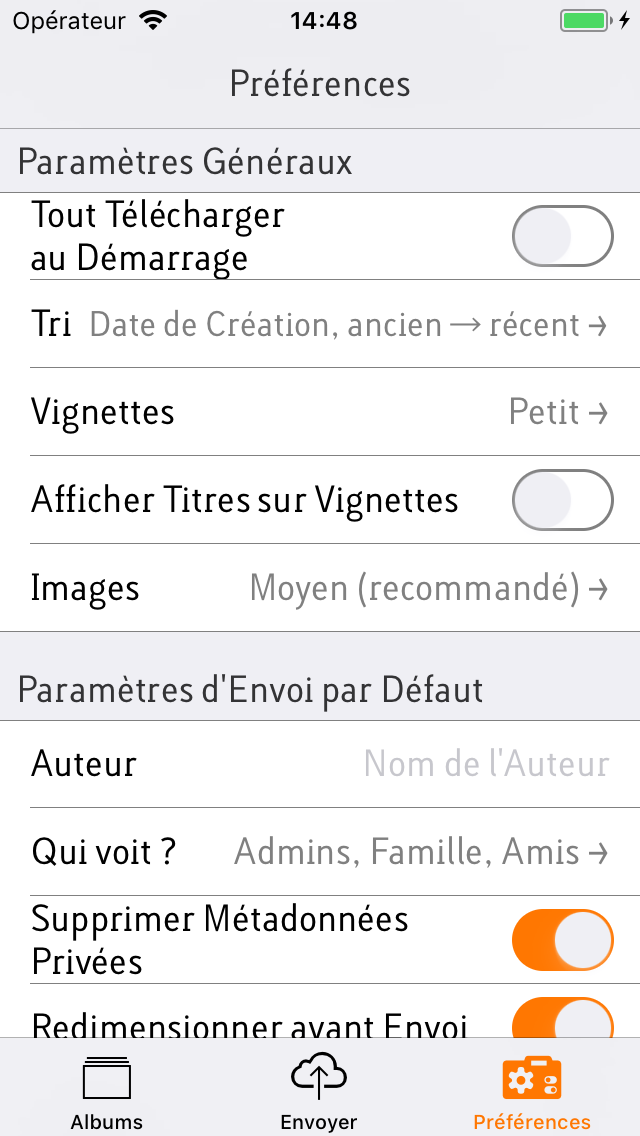 Opérateur 14:48
Préférences
Paramètres Généraux
Tout Télécharger
au Démarrage
Tri Date de Création, ancien → récent
Vignettes Petit
Afficher Titres sur Vignettes
Images Moyen (recommandé)
Paramètres d'Envoi par Défaut
Auteur Nom de l'Auteur
Qui voit ? Admins, Famille, Amis
Supprimer Métadonnées
Privées
Redimensionner avant Envoi
Albums Envoyer Préférences